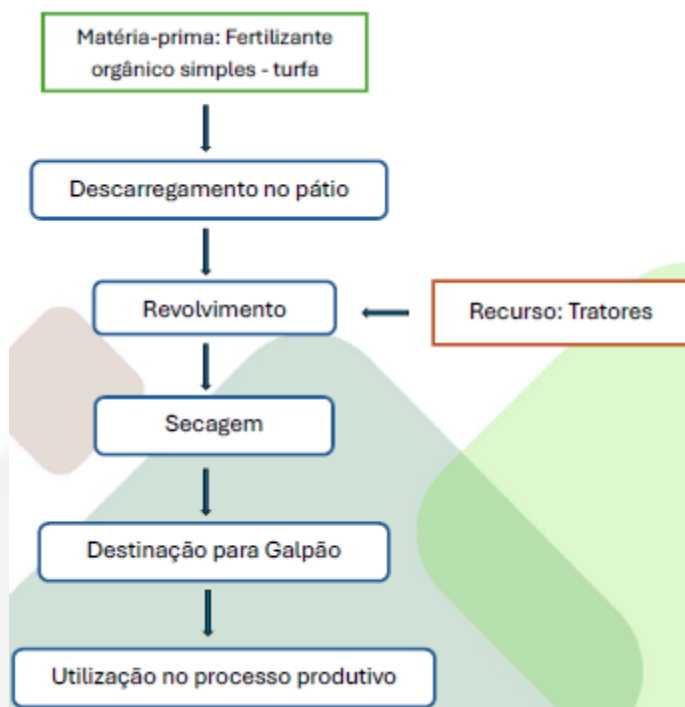 Matéria-prima: Fertilizante
orgânico simples - turfa
Descarregamento no pátio
Revolvimento
Recurso: Tratores
Secagem
Destinação para Galpão
Utilização no processo produtivo